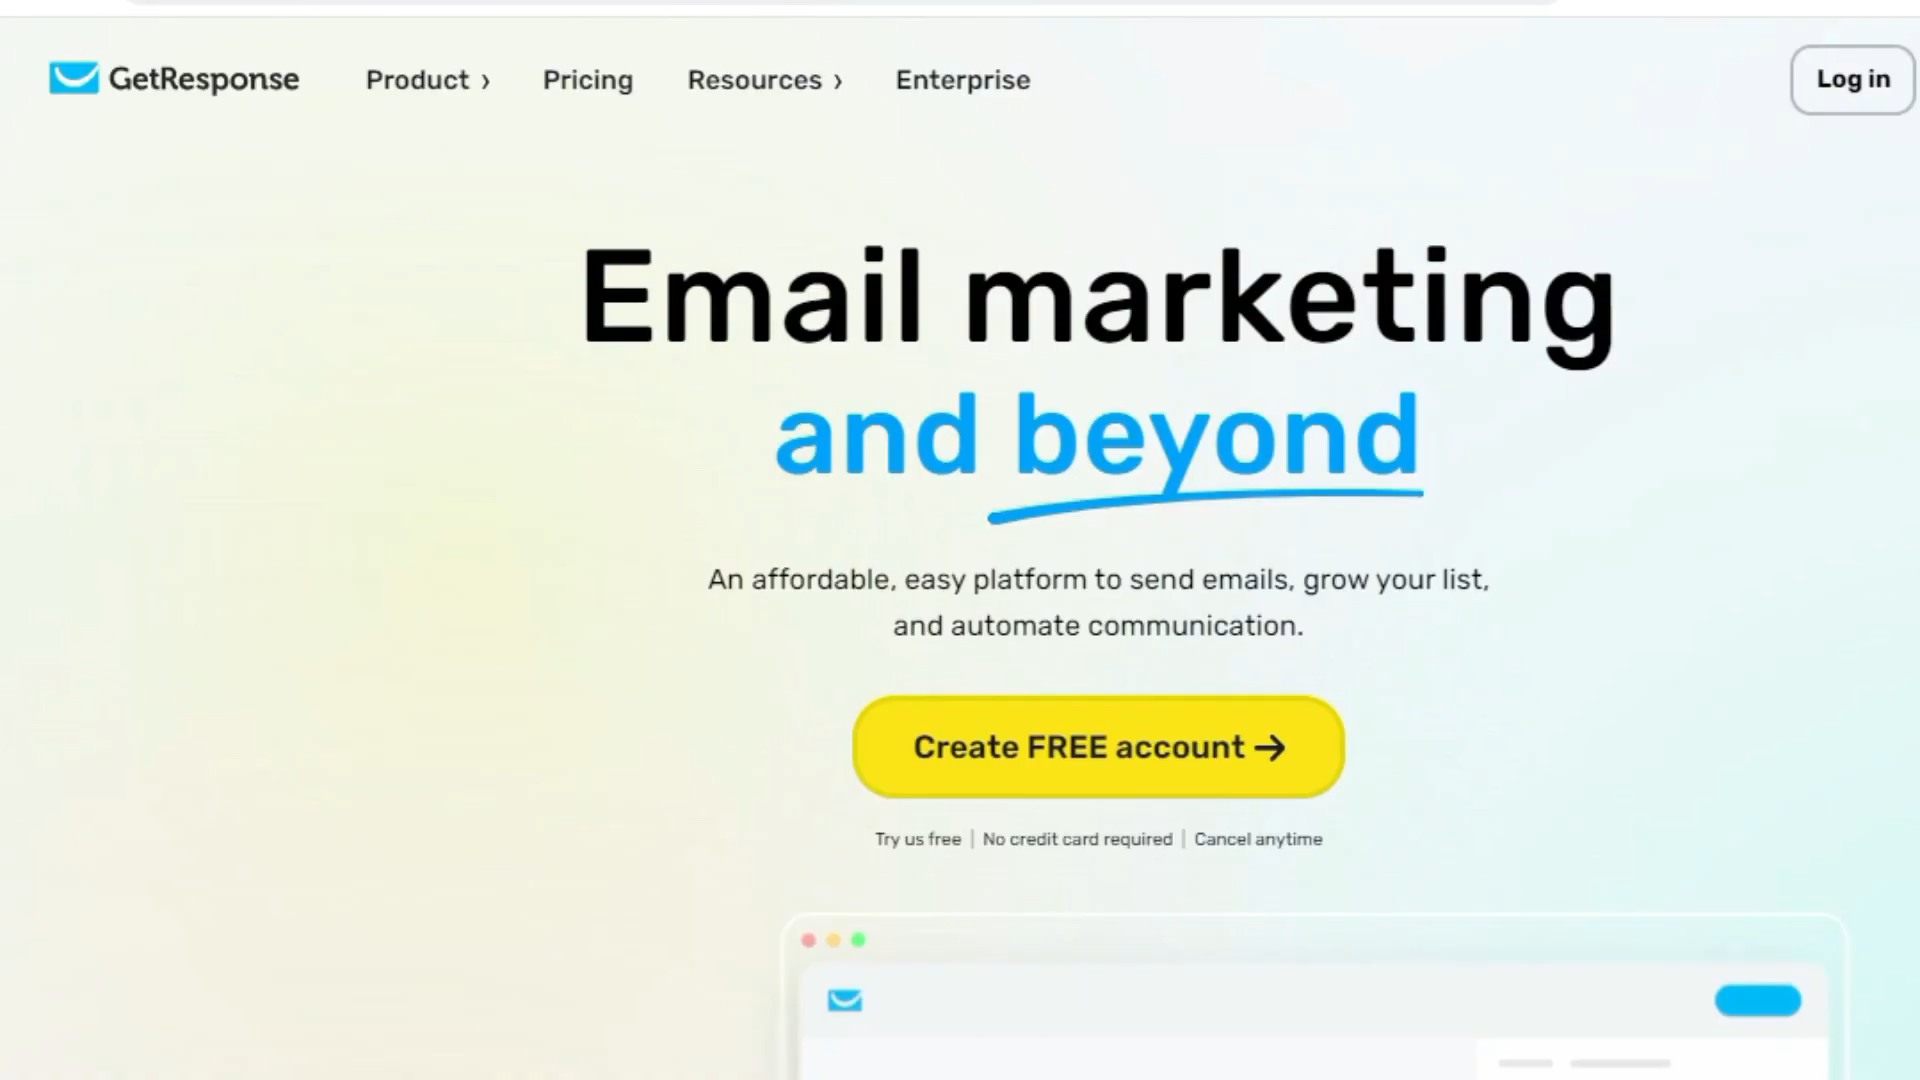 GetResponse Product › Pricing Resources › Enterprise Log in
Email marketing
and beyond
An affordable, easy platform to send emails, grow your list,
and automate communication.
Create FREE account →
Try us free | No credit card required | Cancel anytime